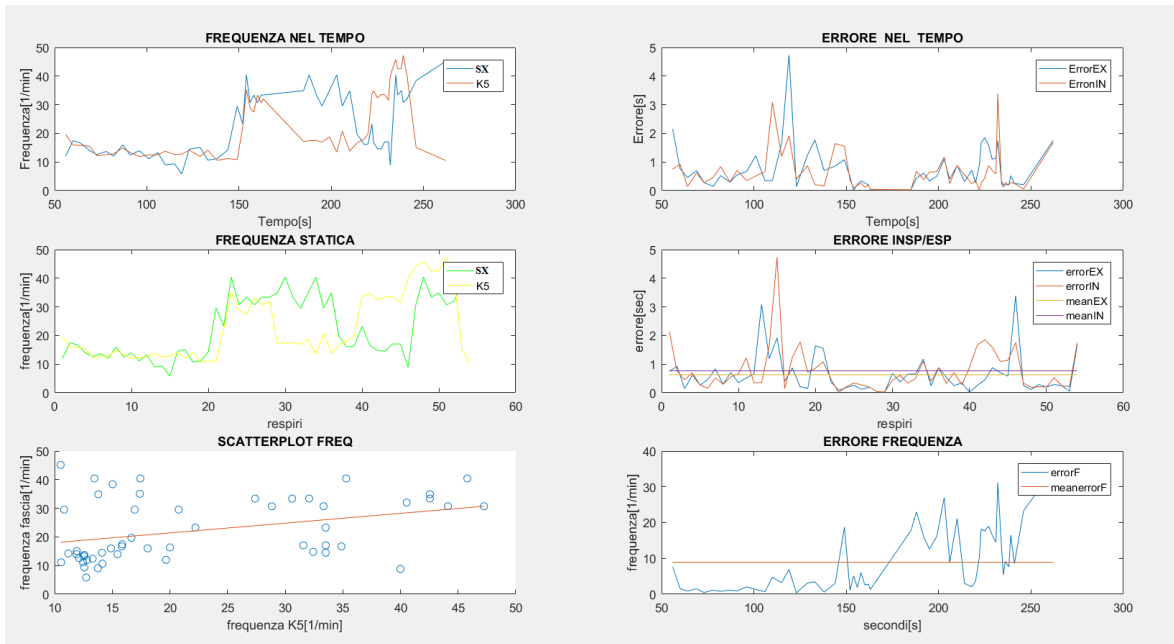 FREQUENZA NEL TEMPO
50
40
30
20
10
0
Frequenza[1/min]
SX
K5
50 100 150 200 250 300
Tempo[s]
ERRORE NEL TEMPO
5
4
3
2
1
0
Errore[s]
ErrorEX
ErronIN
50 100 150 200 250 300
Tempo[s]
FREQUENZA STATICA
50
40
30
20
10
0
frequenza[1/min]
SX
K5
0 10 20 30 40 50 60
respiri
ERRORE INSP/ESP
5
4
3
2
1
0
errore[sec]
errorEX
errorIN
meanEX
meanIN
0 10 20 30 40 50 60
respiri
SCATTERPLOT FREQ
50
40
30
20
10
0
frequenza fascia[1/min]
10 15 20 25 30 35 40 45 50
frequenza K5[1/min]
ERRORE FREQUENZA
40
30
20
10
0
frequenza[1/min]
errorF
meanerrorF
50 100 150 200 250 300
secondi[s]